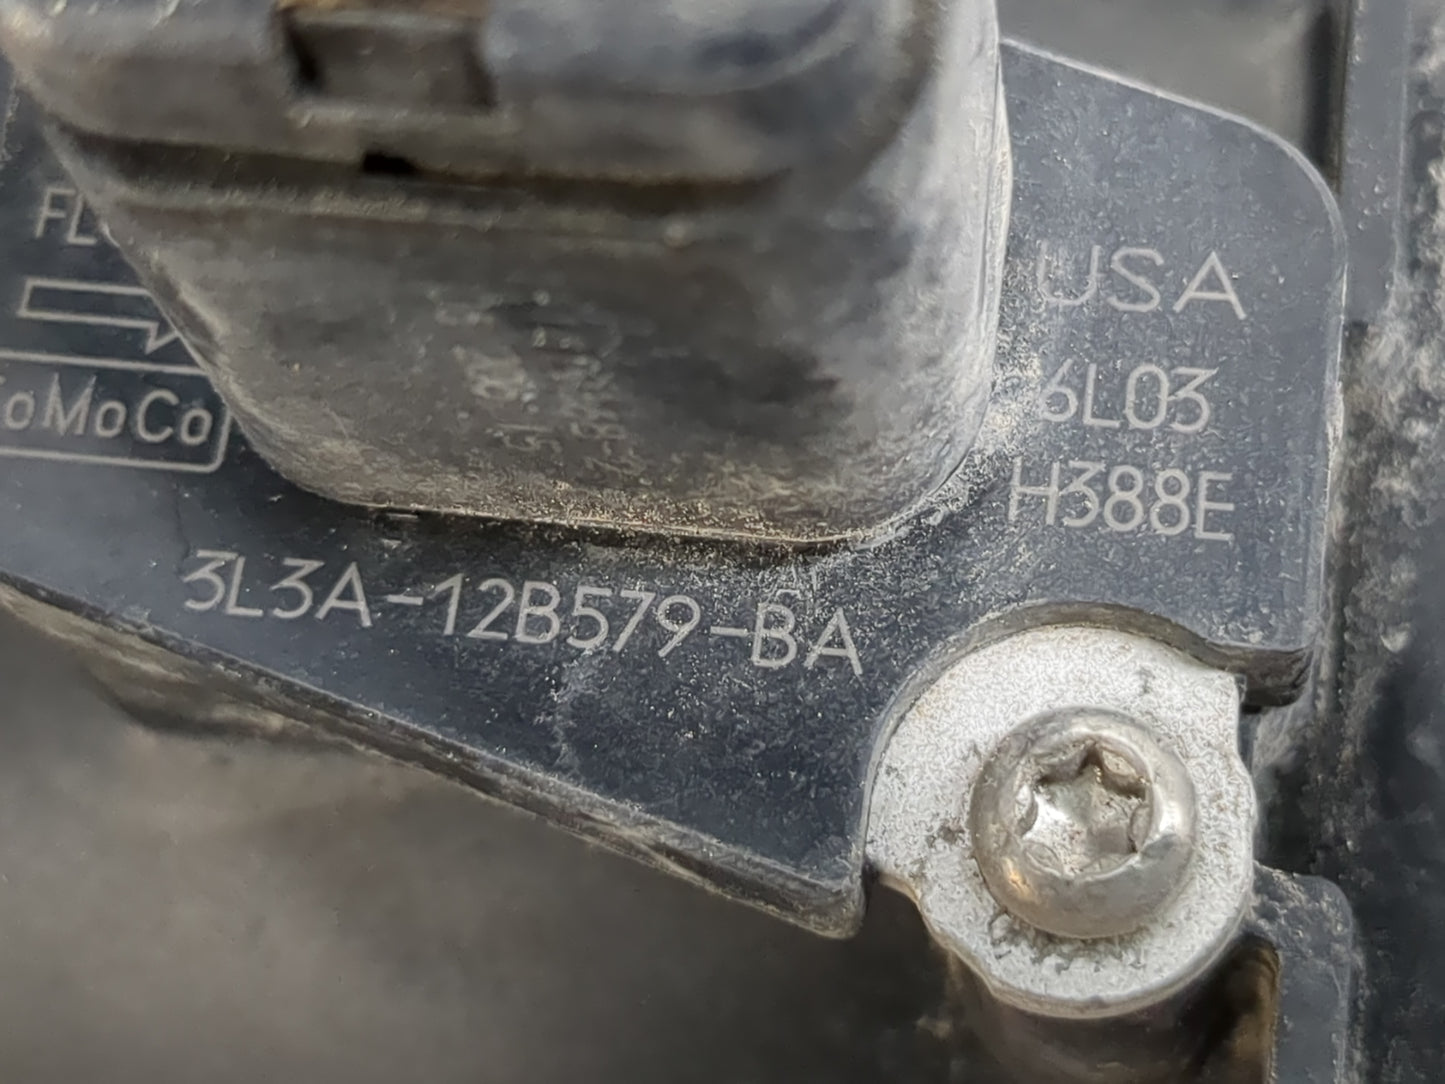 USA
6L03
FoMoCo
H388E
3L3A-12B579-BA